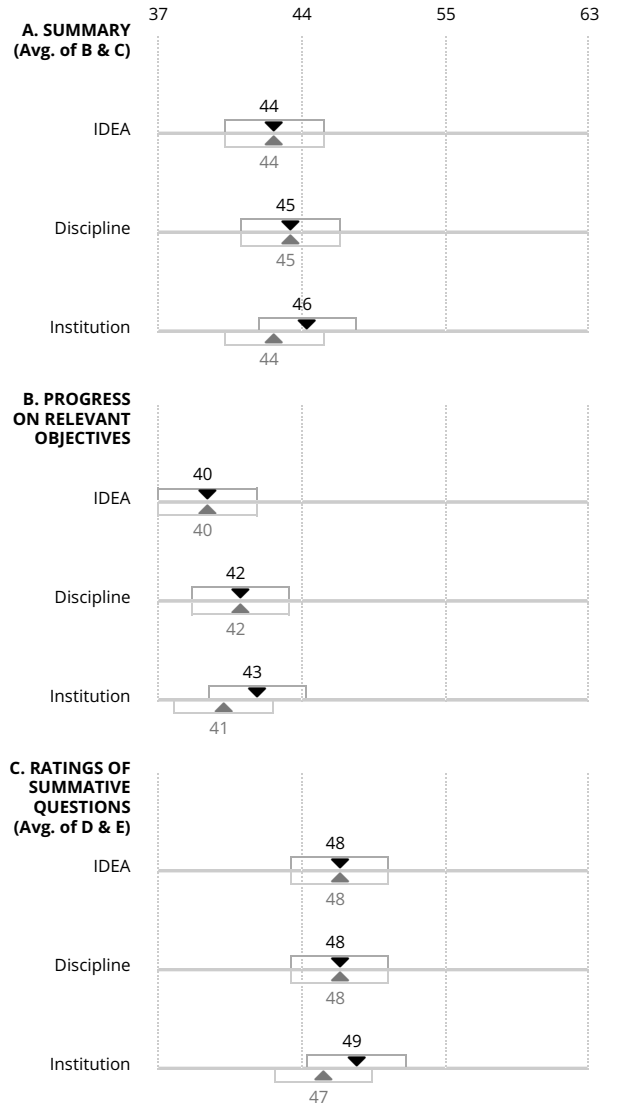 37 44 55 63
A. SUMMARY
(Avg. of B & C)
44
IDEA
44
45
Discipline
45
46
Institution
44
B. PROGRESS
ON RELEVANT
OBJECTIVES
40
IDEA
40
42
Discipline
42
43
Institution
41
C. RATINGS OF
SUMMATIVE
QUESTIONS
(Avg. of D & E)
48
IDEA
48
48
Discipline
48
49
Institution
47